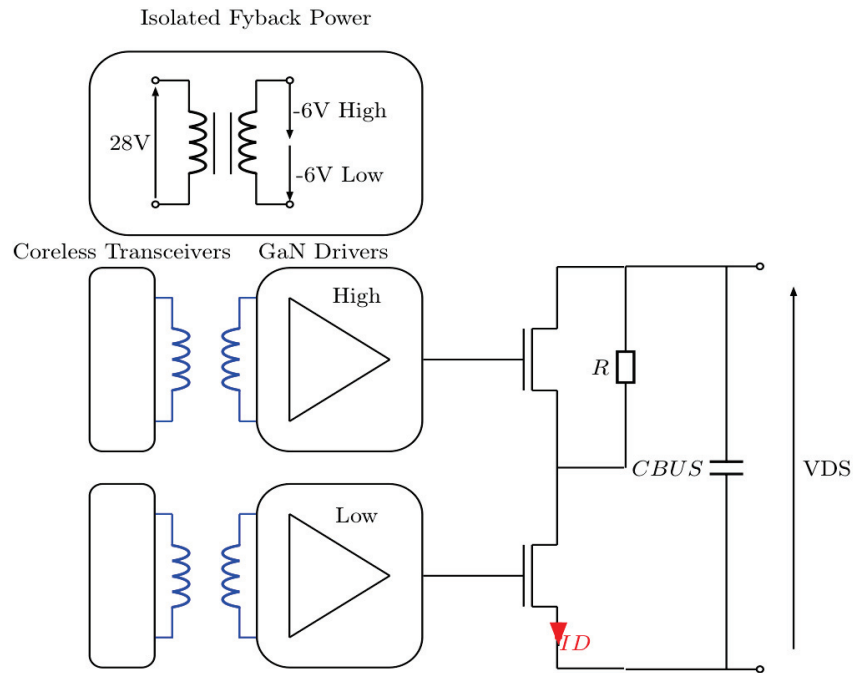 Isolated Fyback Power
28V
-6V High
-6V Low
Coreless Transceivers
GaN Drivers
High
R
CBUS
VDS
Low
ID